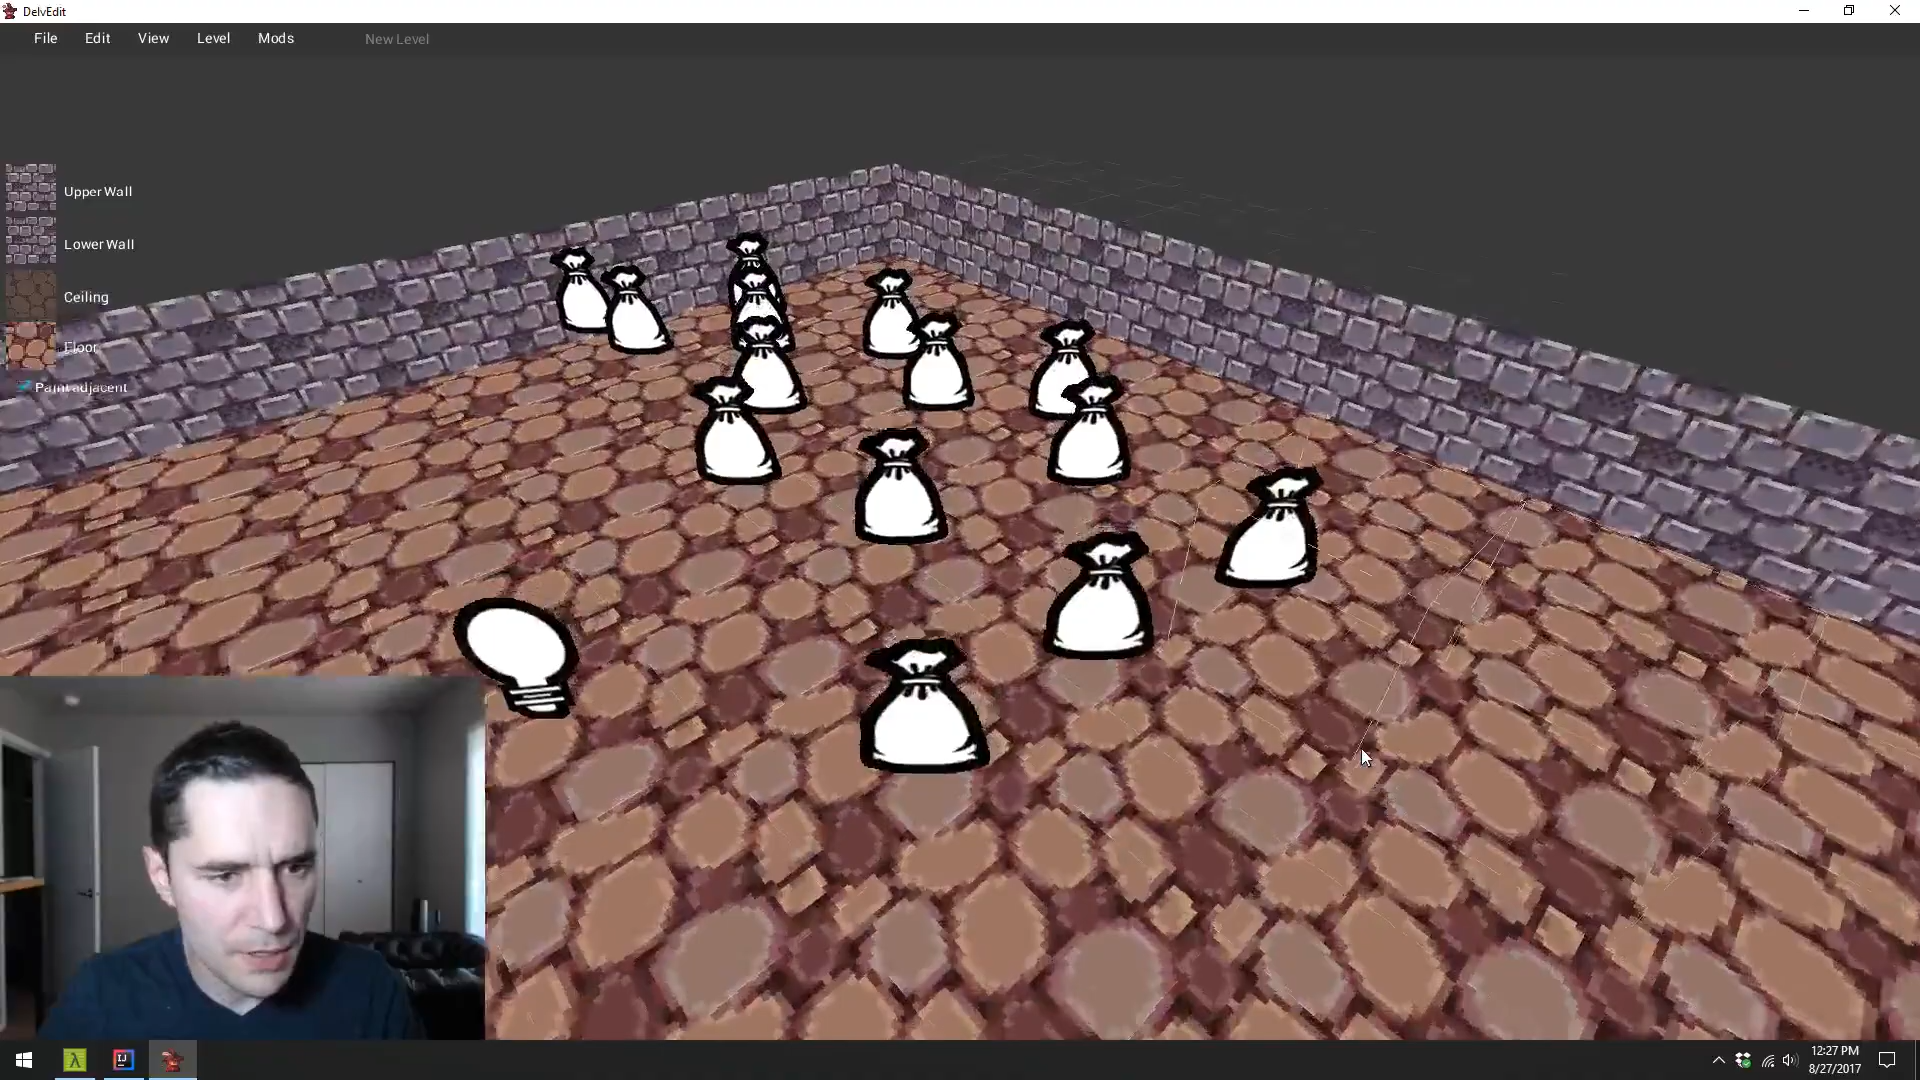 DelvEdit
File Edit View Level Mods New Level
Upper Wall
Lower Wall
Ceiling
Floor
Paint adjacent
12:27 PM
8/27/2017